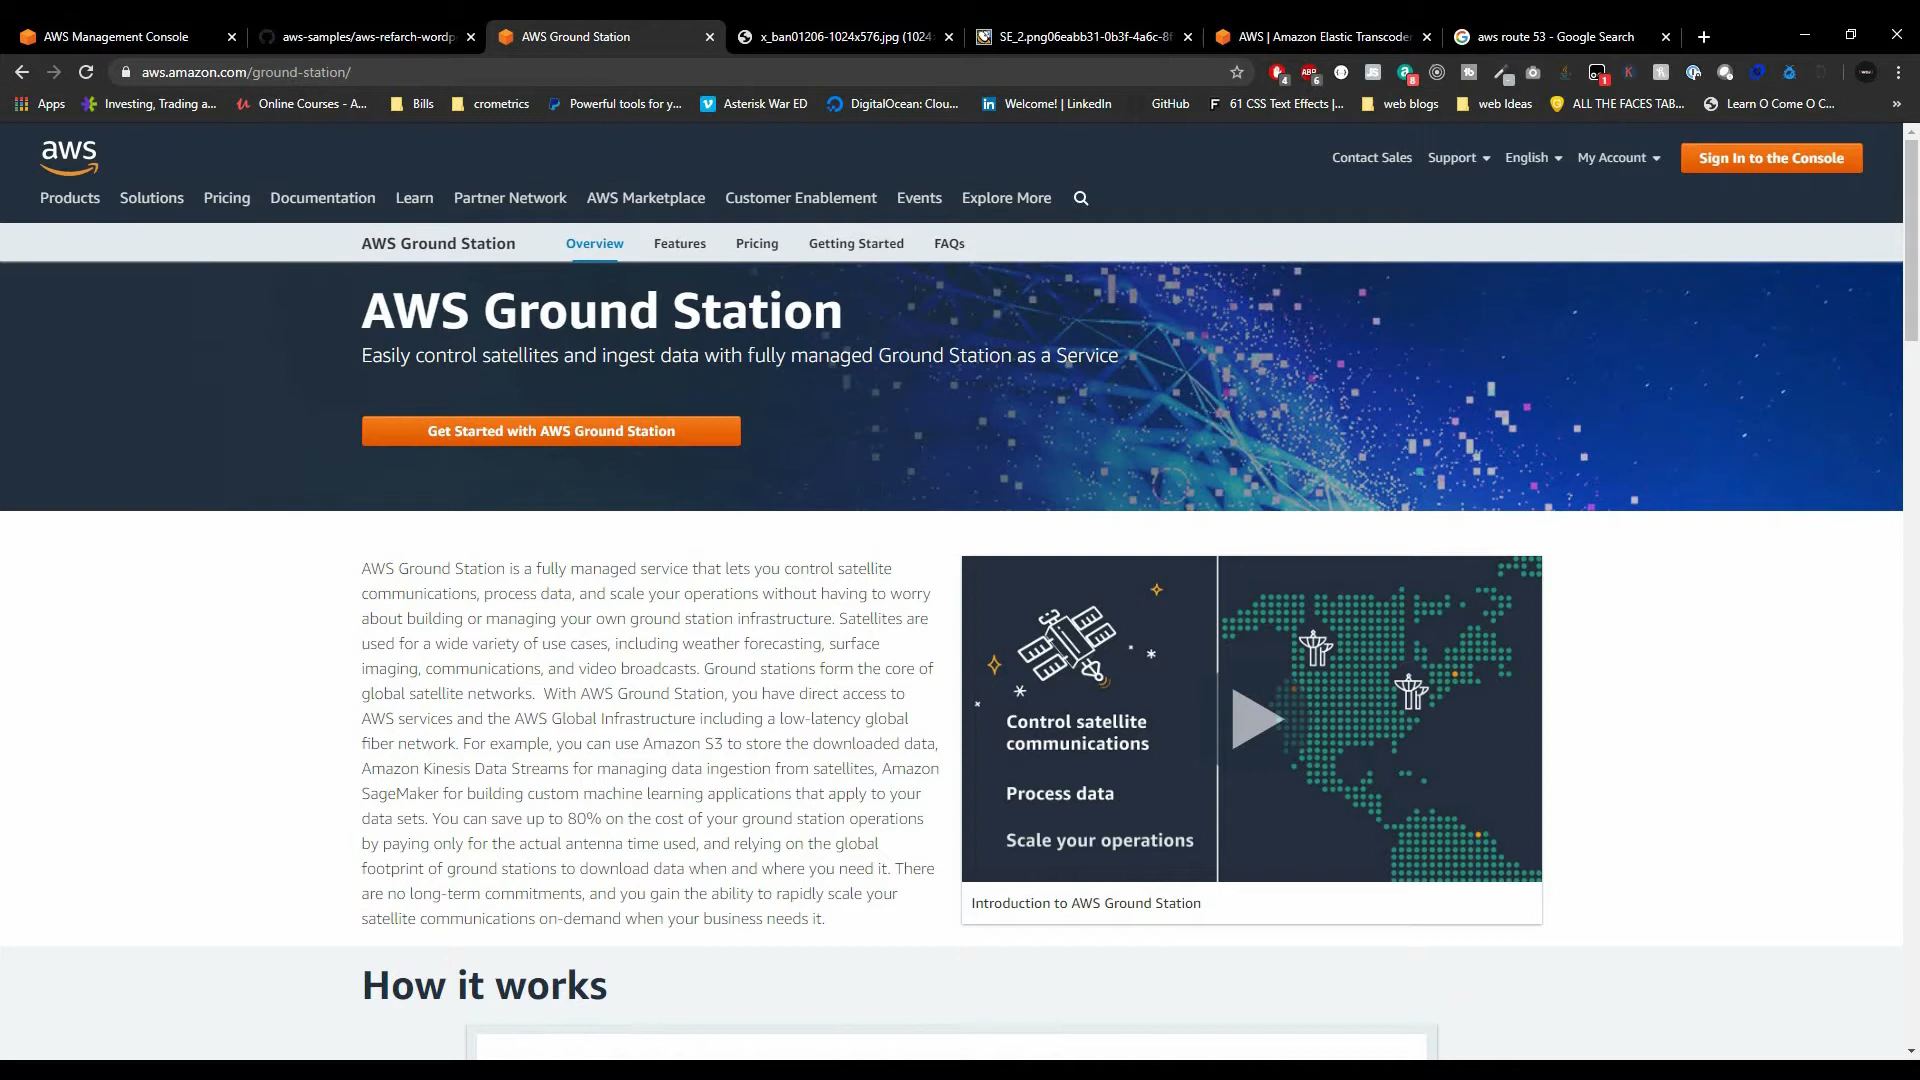 AWS Management Console
aws-samples/aws-refarch-wordp
AWS Ground Station
x_ban01206-1024x576.jpg (1024
SE_2.png06eabb31-0b3f-4a6c-8f
AWS | Amazon Elastic Transcoder
aws route 53 - Google Search
aws.amazon.com/ground-station/
4
6
8
1
Apps
Investing, Trading a...
Online Courses - A...
Bills
crometrics
Powerful tools for y...
Asterisk War ED
DigitalOcean: Clou...
Welcome! | LinkedIn
GitHub
61 CSS Text Effects |...
web blogs
web Ideas
ALL THE FACES TAB...
Learn O Come O C...
aws
Contact Sales
Support
English
My Account
Sign In to the Console
Products
Solutions
Pricing
Documentation
Learn
Partner Network
AWS Marketplace
Customer Enablement
Events
Explore More
AWS Ground Station
Overview
Features
Pricing
Getting Started
FAQs
AWS Ground Station
Easily control satellites and ingest data with fully managed Ground Station as a Service
Get Started with AWS Ground Station
AWS Ground Station is a fully managed service that lets you control satellite
communications, process data, and scale your operations without having to worry
about building or managing your own ground station infrastructure. Satellites are
used for a wide variety of use cases, including weather forecasting, surface
imaging, communications, and video broadcasts. Ground stations form the core of
global satellite networks.  With AWS Ground Station, you have direct access to
AWS services and the AWS Global Infrastructure including a low-latency global
fiber network. For example, you can use Amazon S3 to store the downloaded data,
Amazon Kinesis Data Streams for managing data ingestion from satellites, Amazon
SageMaker for building custom machine learning applications that apply to your
data sets. You can save up to 80% on the cost of your ground station operations
by paying only for the actual antenna time used, and relying on the global
footprint of ground stations to download data when and where you need it. There
are no long-term commitments, and you gain the ability to rapidly scale your
satellite communications on-demand when your business needs it.
Control satellite
communications
Process data
Scale your operations
Introduction to AWS Ground Station
How it works